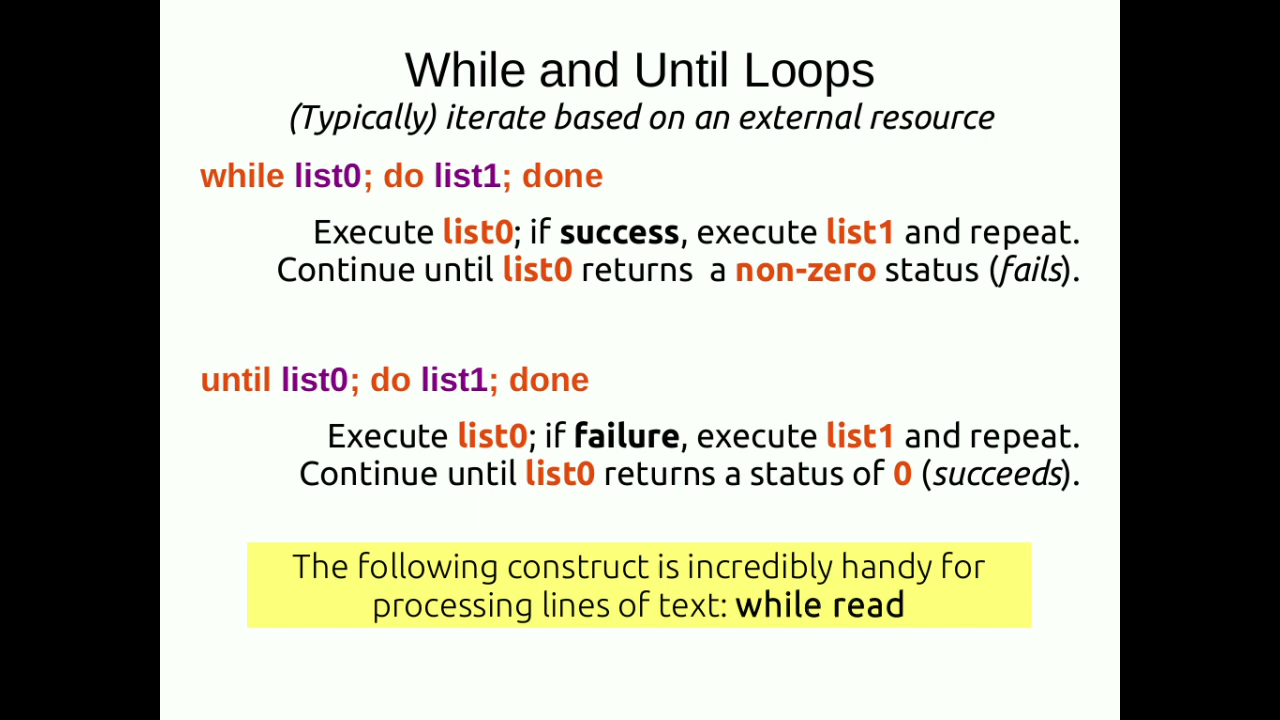 While and Until Loops
(Typically) iterate based on an external resource
while list0; do list1; done
Execute list0; if success, execute list1 and repeat.
Continue until list0 returns  a non-zero status (fails).
until list0; do list1; done
Execute list0; if failure, execute list1 and repeat.
Continue until list0 returns a status of 0 (succeeds).
The following construct is incredibly handy for
processing lines of text: while read